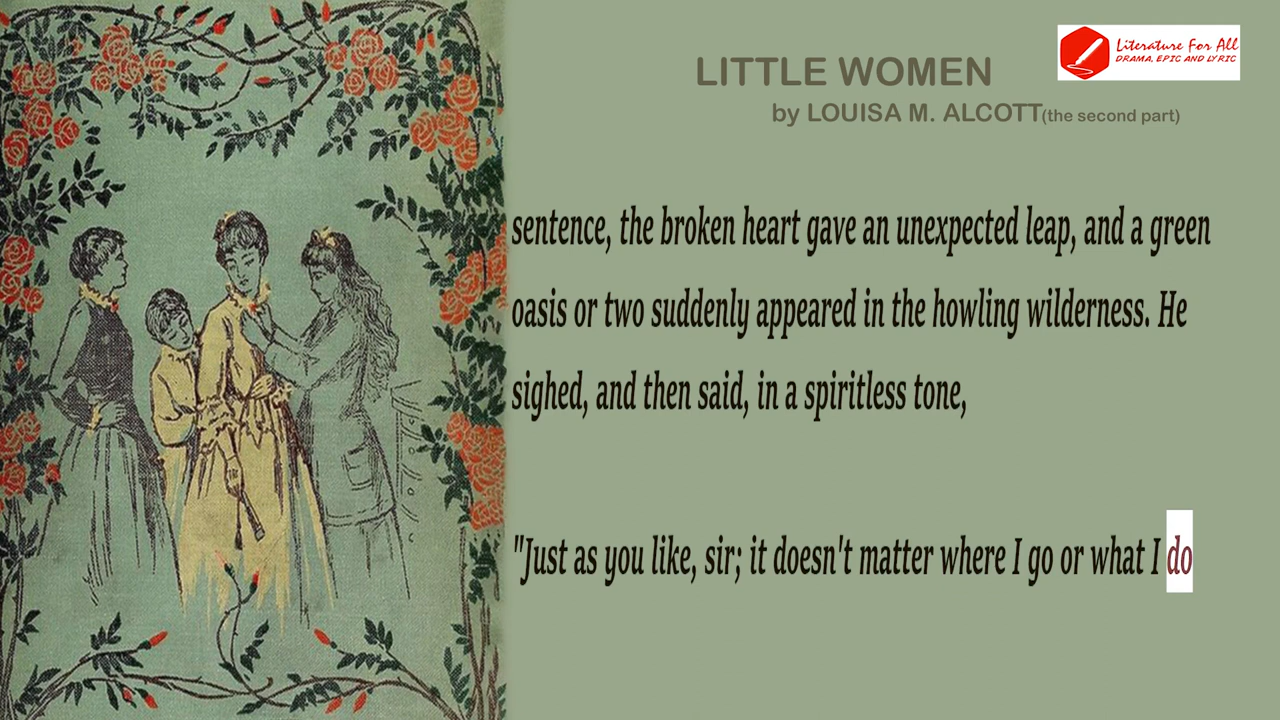 LITTLE WOMEN
by LOUISA M. ALCOTT(the second part)
Literature For All
DRAMA, EPIC AND LYRIC
sentence, the broken heart gave an unexpected leap, and a green
oasis or two suddenly appeared in the howling wilderness. He
sighed, and then said, in a spiritless tone,
"Just as you like, sir; it doesn't matter where I go or what I do